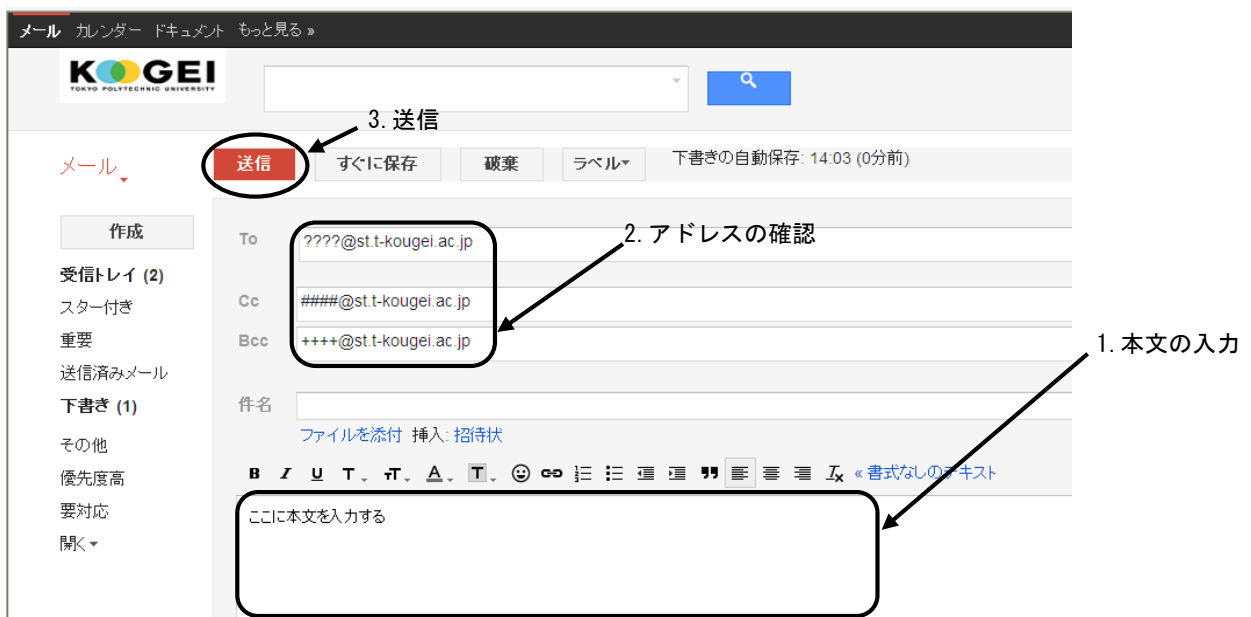 メール カレンダー ドキュメント もっと見る »
KOGEI
TOKYO POLYTECHNIC UNIVERSITY
3.送信
メール 送信 すぐに保存 破棄 ラベル▾ 下書きの自動保存: 14:03 (0分前)
作成
To ????@st.t-kougei.ac.jp
2.アドレスの確認
受信トレイ (2)
スター付き
Cc ####@st.t-kougei.ac.jp
重要
Bcc ++++@st.t-kougei.ac.jp
1.本文の入力
送信済みメール
下書き (1)
件名
ファイルを添付 挿入: 招待状
その他
優先度高
B I U T T A T Tx « 書式なしのテキスト
要対応
ここに本文を入力する
開く▾